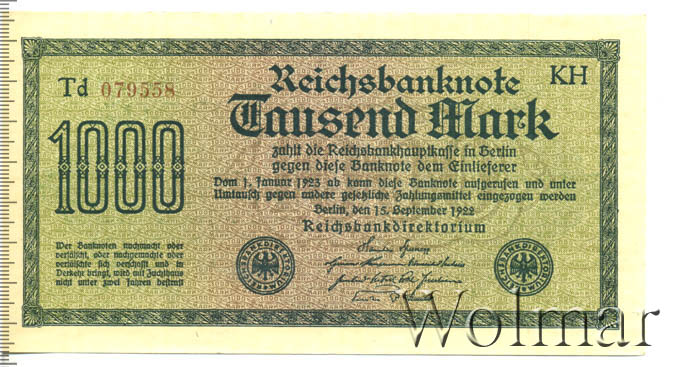 Td 079558
Reichsbanknote
KH
1000
Tausend Mark
zahlt die Reichsbankhauptkasse in Berlin
gegen diese Banknote dem Einlieferer
Vom 1. Januar 1923 ab kann diese Banknote aufgerufen und unter
Umtausch gegen andere gesetzliche Zahlungsmittel eingezogen werden
Berlin, den 15. September 1922
Reichsbankdirektorium
Wer Banknoten nachmacht oder
verfälscht, oder nachgemachte oder
verfälschte sich verschafft und in
Verkehr bringt, wird mit Zuchthaus
nicht unter zwei Jahren bestraft
REICHSBANKDIREKTORIUM
REICHSBANKDIREKTORIUM
Wolmar